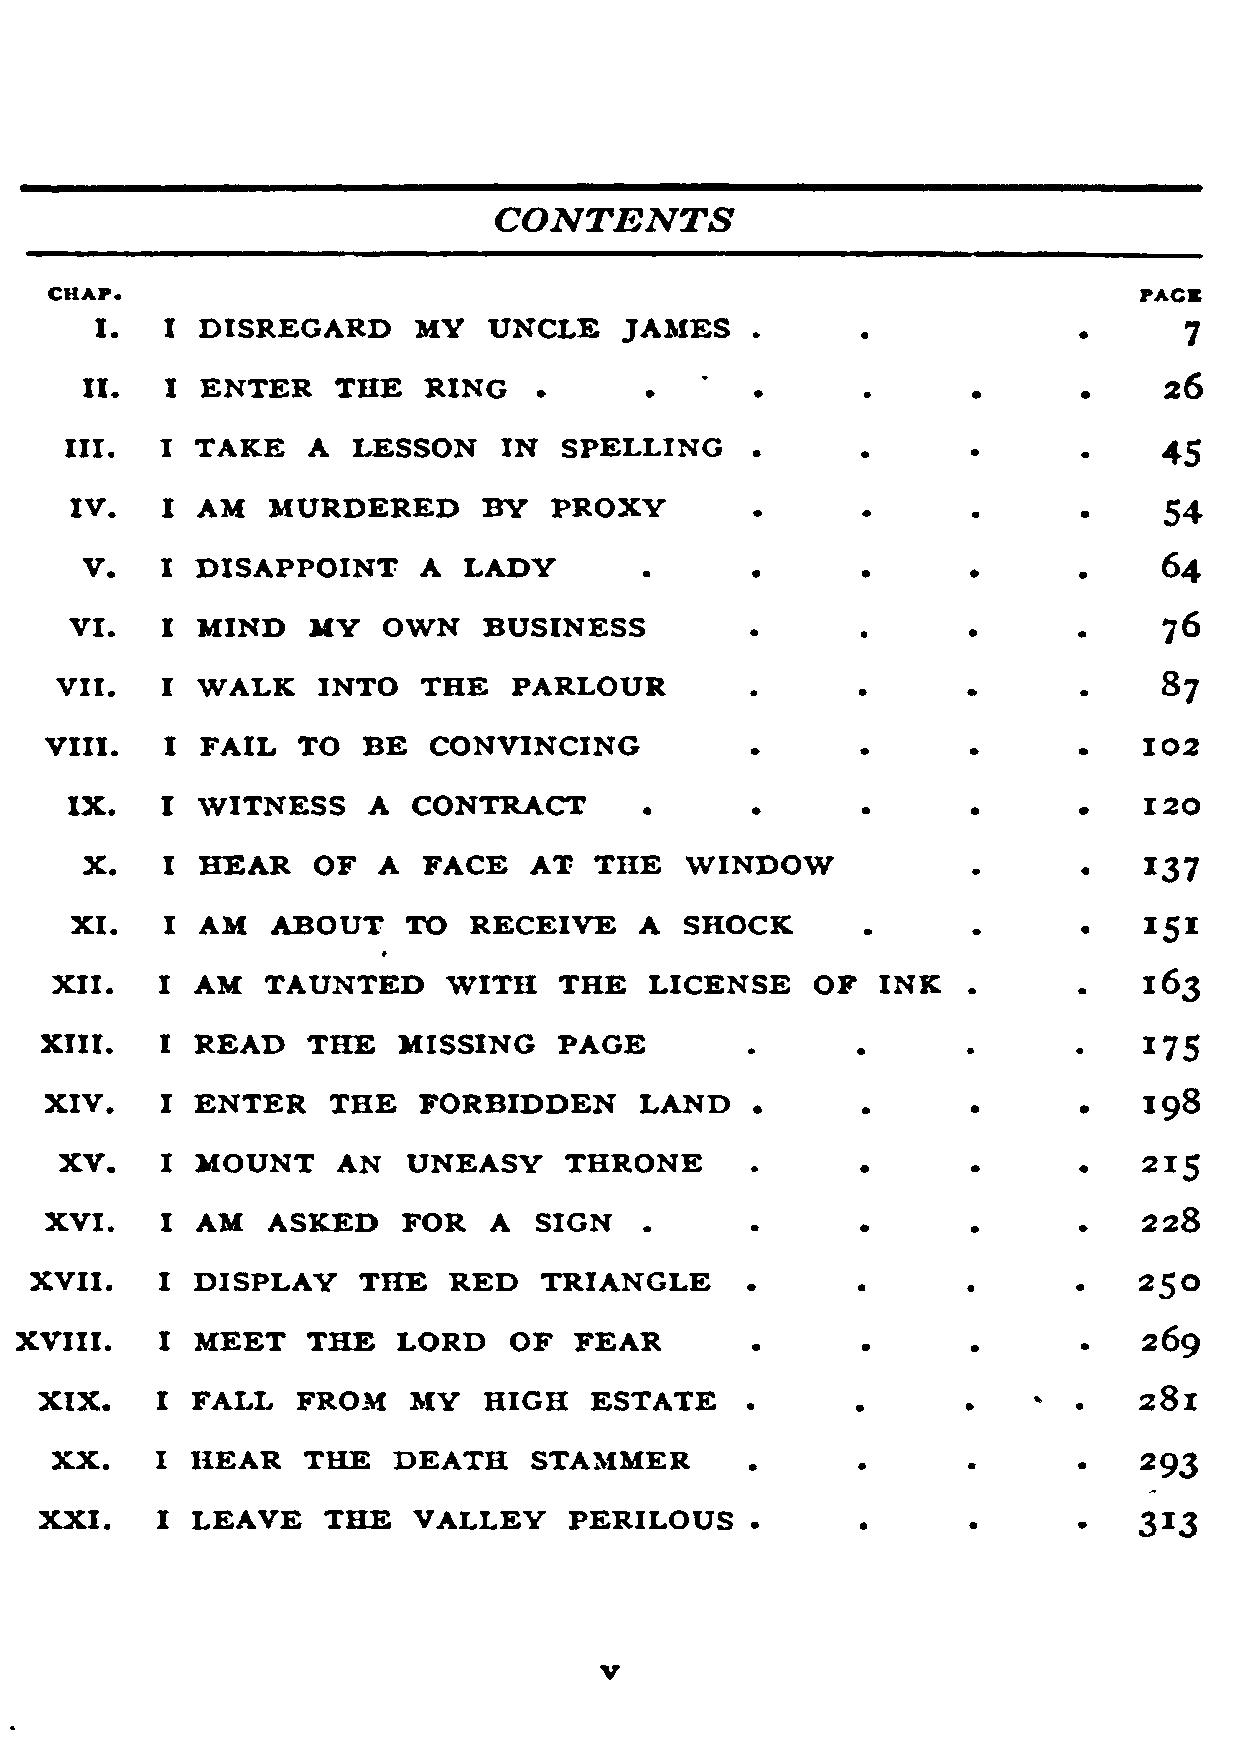 CONTENTS
CHAP. PAGE
I. I DISREGARD MY UNCLE JAMES . . . 7
II. I ENTER THE RING . . . . . . 26
III. I TAKE A LESSON IN SPELLING . . . . 45
IV. I AM MURDERED BY PROXY . . . . 54
V. I DISAPPOINT A LADY . . . . . 64
VI. I MIND MY OWN BUSINESS . . . . 76
VII. I WALK INTO THE PARLOUR . . . . 87
VIII. I FAIL TO BE CONVINCING . . . . 102
IX. I WITNESS A CONTRACT . . . . . 120
X. I HEAR OF A FACE AT THE WINDOW . . 137
XI. I AM ABOUT TO RECEIVE A SHOCK . . . 151
XII. I AM TAUNTED WITH THE LICENSE OF INK . . 163
XIII. I READ THE MISSING PAGE . . . . 175
XIV. I ENTER THE FORBIDDEN LAND . . . . 198
XV. I MOUNT AN UNEASY THRONE . . . . 215
XVI. I AM ASKED FOR A SIGN . . . . . 228
XVII. I DISPLAY THE RED TRIANGLE . . . . 250
XVIII. I MEET THE LORD OF FEAR . . . . 269
XIX. I FALL FROM MY HIGH ESTATE . . . . 281
XX. I HEAR THE DEATH STAMMER . . . . 293
XXI. I LEAVE THE VALLEY PERILOUS . . . . 313
v